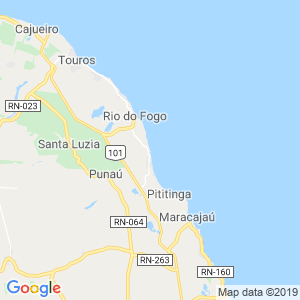 Cajueiro
Touros
RN-023
Rio do Fogo
Santa Luzia
101
Punaú
Pititinga
Maracajaú
RN-064
RN-263
RN-160
Google
Map data ©2019